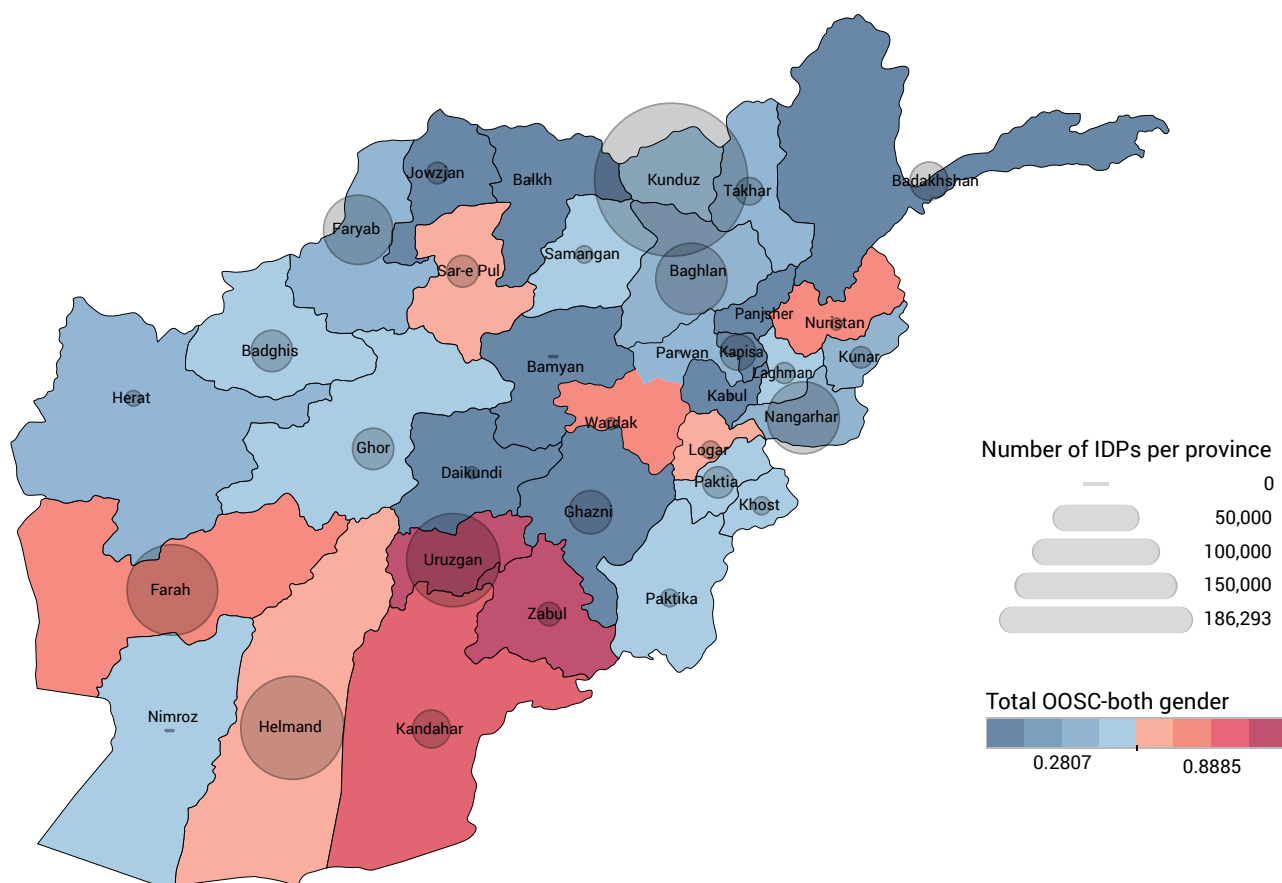 Jowzjan
Balkh
Kunduz
Takhar
Badakhshan
Faryab
Samangan
Sar-e Pul
Baghlan
Panjsher
Nuristan
Badghis
Parwan
Kapisa
Kunar
Bamyan
Laghman
Herat
Kabul
Wardak
Nangarhar
Ghor
Logar
Daikundi
Paktia
Ghazni
Khost
Uruzgan
Farah
Zabul
Paktika
Nimroz
Helmand
Kandahar
Number of IDPs per province
0
50,000
100,000
150,000
186,293
Total OOSC-both gender
0.2807 0.8885